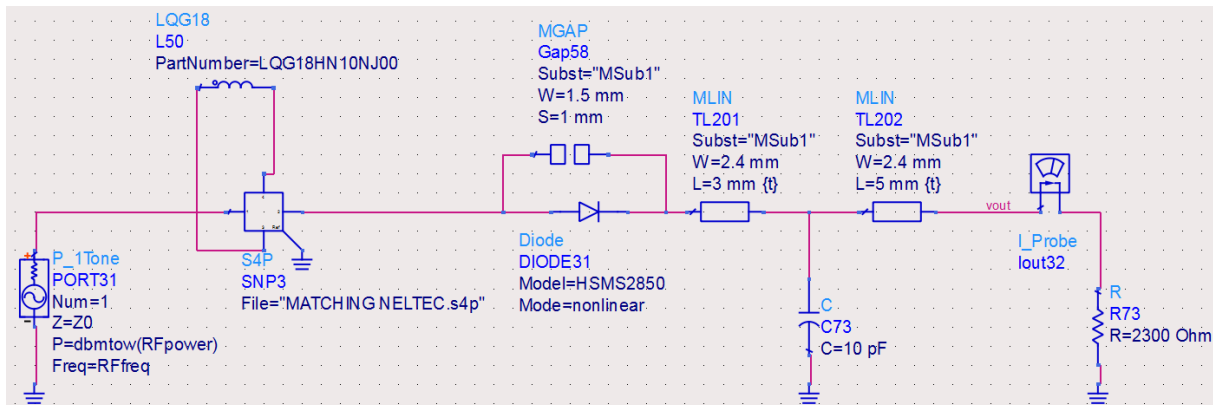 LQG18
L50
PartNumber=LQG18HN10NJ00
MGAP
Gap58
Subst="MSub1"
W=1.5 mm
S=1 mm
MLIN
TL201
Subst="MSub1"
W=2.4 mm
L=3 mm {t}
MLIN
TL202
Subst="MSub1"
W=2.4 mm
L=5 mm {t}
vout
I_Probe
Iout32
P_1Tone
PORT31
Num=1
Z=Z0
P=dbmtow(RFpower)
Freq=RFfreq
Ref
S4P
SNP3
File="MATCHING NELTEC.s4p"
Diode
DIODE31
Model=HSMS2850
Mode=nonlinear
C
C73
C=10 pF
R
R73
R=2300 Ohm